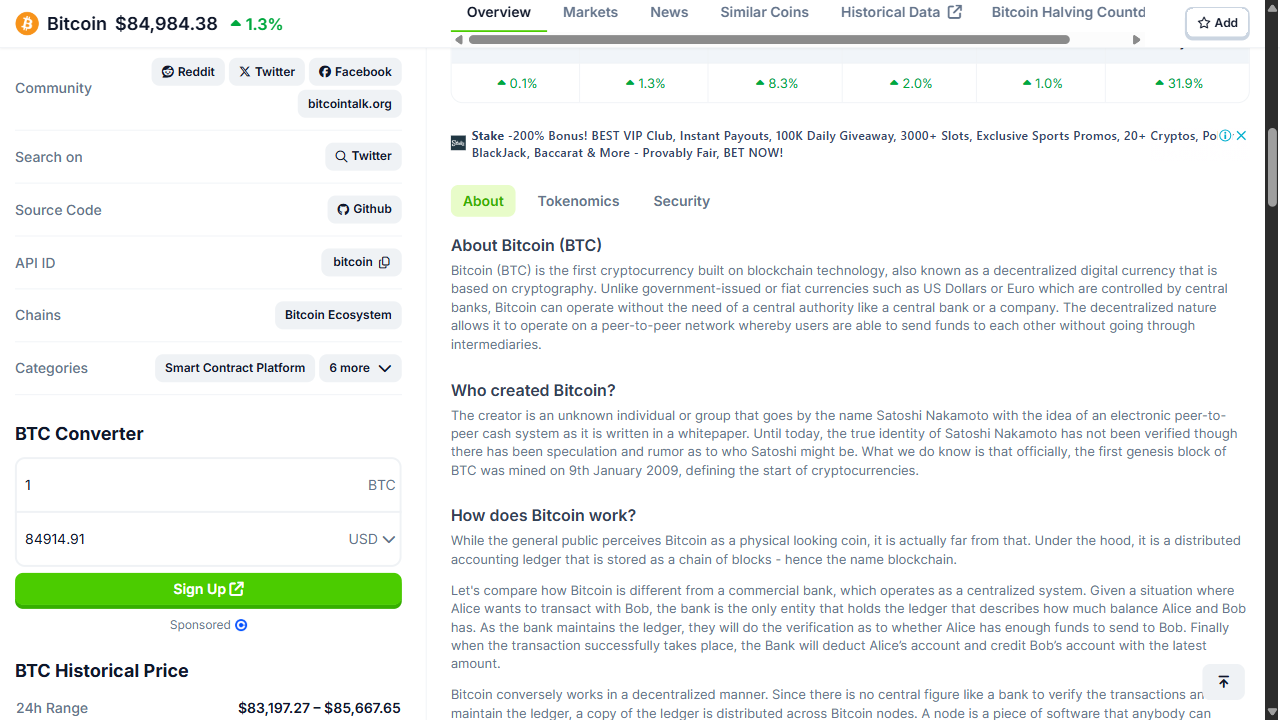 Bitcoin $84,984.38 1.3%
Overview Markets News Similar Coins Historical Data Bitcoin Halving Countd
Add
Community Reddit Twitter Facebook
bitcointalk.org
Search on Twitter
Source Code Github
API ID bitcoin
Chains Bitcoin Ecosystem
Categories Smart Contract Platform 6 more
BTC Converter
1 BTC
84914.91 USD
Sign Up
Sponsored
BTC Historical Price
24h Range $83,197.27 – $85,667.65
0.1% 1.3% 8.3% 2.0% 1.0% 31.9%
Stake -200% Bonus! BEST VIP Club, Instant Payouts, 100K Daily Giveaway, 3000+ Slots, Exclusive Sports Promos, 20+ Cryptos, Po
BlackJack, Baccarat & More - Provably Fair, BET NOW!
About Tokenomics Security
About Bitcoin (BTC)
Bitcoin (BTC) is the first cryptocurrency built on blockchain technology, also known as a decentralized digital currency that is
based on cryptography. Unlike government-issued or fiat currencies such as US Dollars or Euro which are controlled by central
banks, Bitcoin can operate without the need of a central authority like a central bank or a company. The decentralized nature
allows it to operate on a peer-to-peer network whereby users are able to send funds to each other without going through
intermediaries.
Who created Bitcoin?
The creator is an unknown individual or group that goes by the name Satoshi Nakamoto with the idea of an electronic peer-to-
peer cash system as it is written in a whitepaper. Until today, the true identity of Satoshi Nakamoto has not been verified though
there has been speculation and rumor as to who Satoshi might be. What we do know is that officially, the first genesis block of
BTC was mined on 9th January 2009, defining the start of cryptocurrencies.
How does Bitcoin work?
While the general public perceives Bitcoin as a physical looking coin, it is actually far from that. Under the hood, it is a distributed
accounting ledger that is stored as a chain of blocks - hence the name blockchain.
Let's compare how Bitcoin is different from a commercial bank, which operates as a centralized system. Given a situation where
Alice wants to transact with Bob, the bank is the only entity that holds the ledger that describes how much balance Alice and Bob
has. As the bank maintains the ledger, they will do the verification as to whether Alice has enough funds to send to Bob. Finally
when the transaction successfully takes place, the Bank will deduct Alice’s account and credit Bob’s account with the latest
amount.
Bitcoin conversely works in a decentralized manner. Since there is no central figure like a bank to verify the transactions an
maintain the ledger, a copy of the ledger is distributed across Bitcoin nodes. A node is a piece of software that anybody can